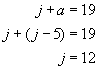 j + a = 19
j + (j − 5) = 19
j = 12